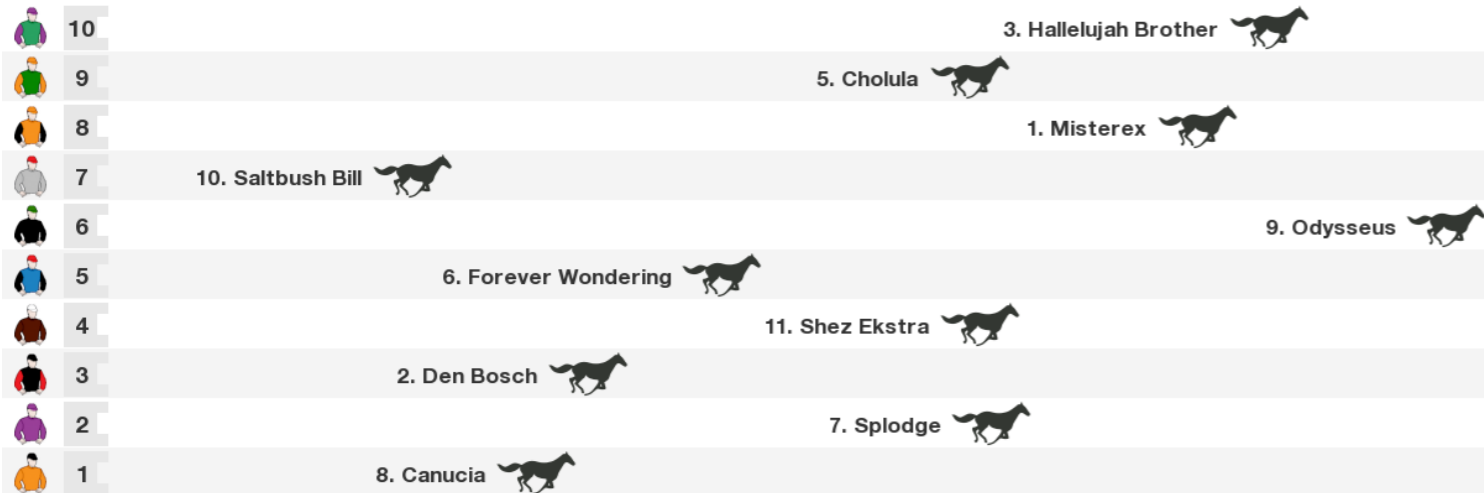 10 3. Hallelujah Brother
9 5. Cholula
8 1. Misterex
7 10. Saltbush Bill
6 9. Odysseus
5 6. Forever Wondering
4 11. Shez Ekstra
3 2. Den Bosch
2 7. Splodge
1 8. Canucia